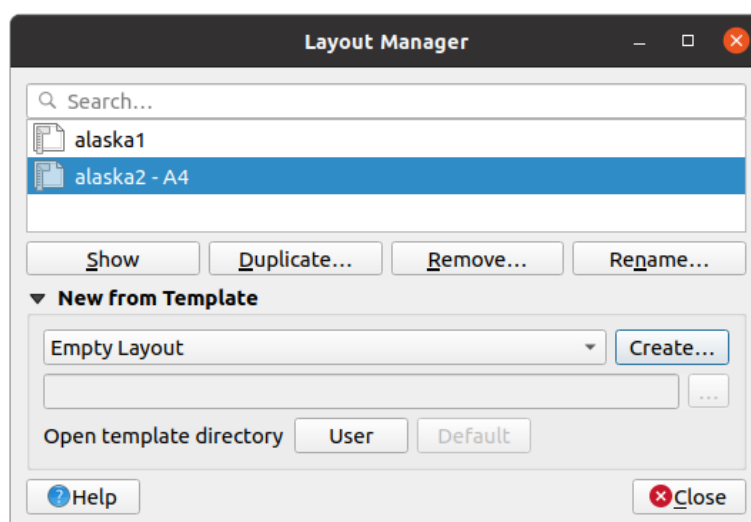 Layout Manager
Search...
alaska1
alaska2 - A4
Show Duplicate... Remove... Rename...
New from Template
Empty Layout Create...
...
Open template directory User Default
Help Close